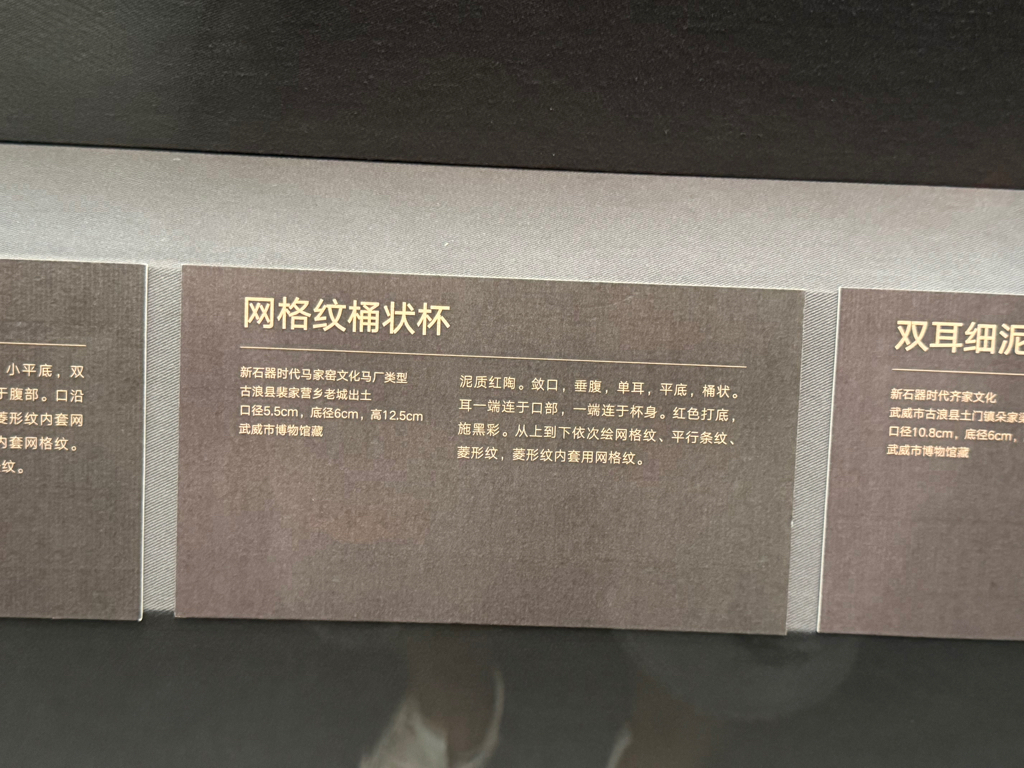 小平底，双
于腹部。口沿
菱形纹内套网
内套网格纹。
纹。
网格纹桶状杯
新石器时代马家窑文化马厂类型
古浪县裴家营乡老城出土
口径5.5cm，底径6cm，高12.5cm
武威市博物馆藏
泥质红陶。敛口，垂腹，单耳，平底，桶状。
耳一端连于口部，一端连于杯身。红色打底，
施黑彩。从上到下依次绘网格纹、平行条纹、
菱形纹，菱形纹内套用网格纹。
双耳细泥
新石器时代齐家文化
武威市古浪县土门镇朵家
口径10.8cm，底径6cm，
武威市博物馆藏